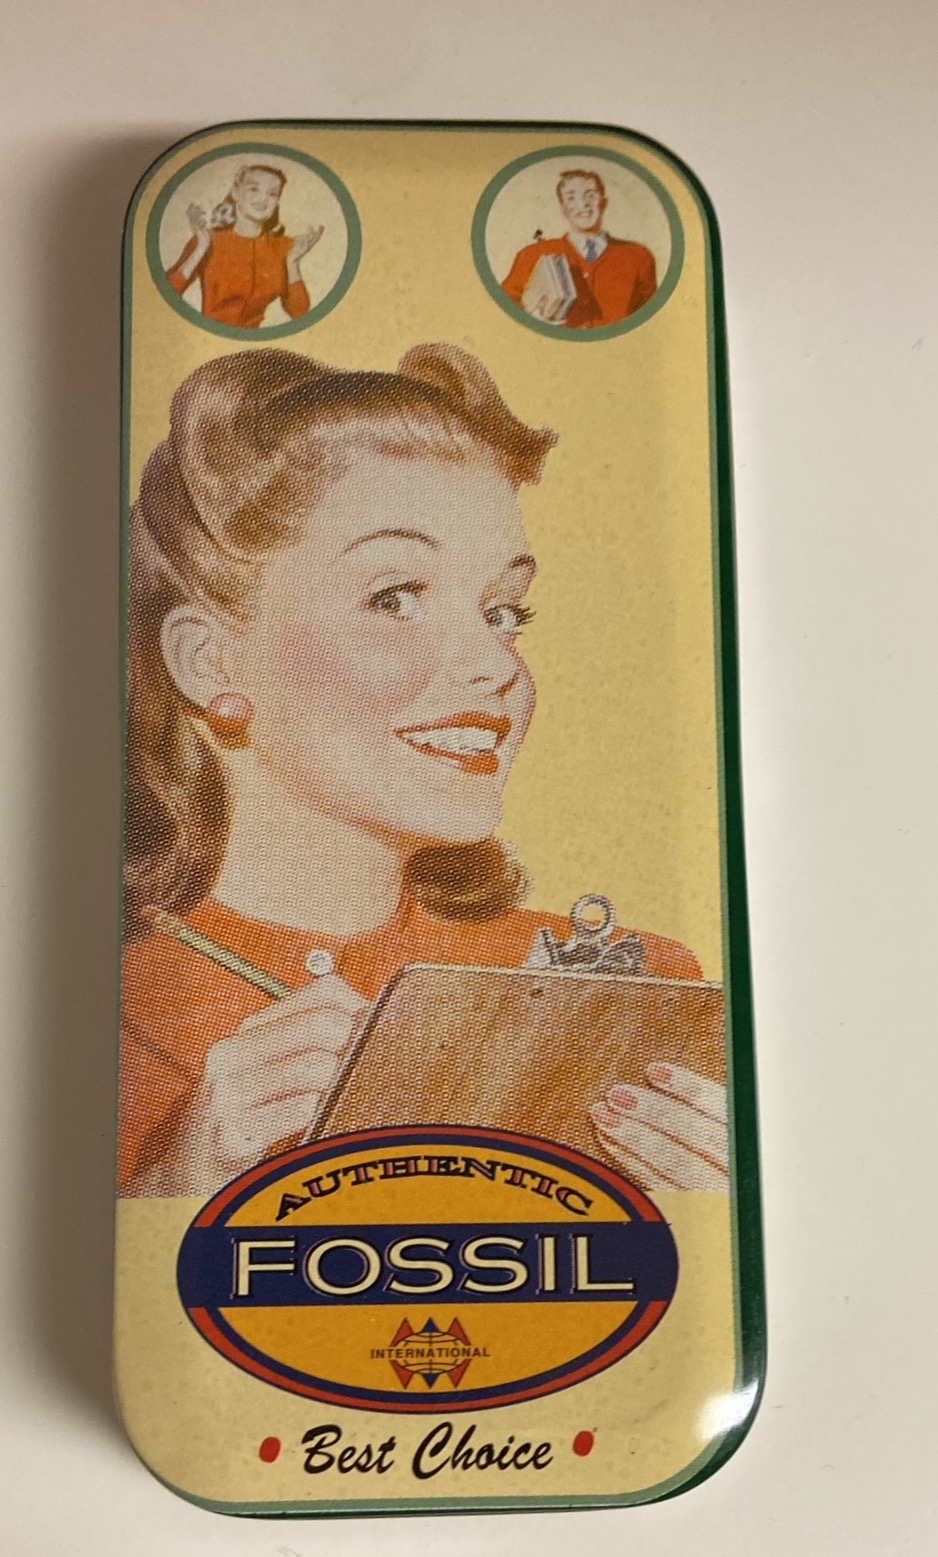 AUTHENTIC
FOSSIL
INTERNATIONAL
• Best Choice •